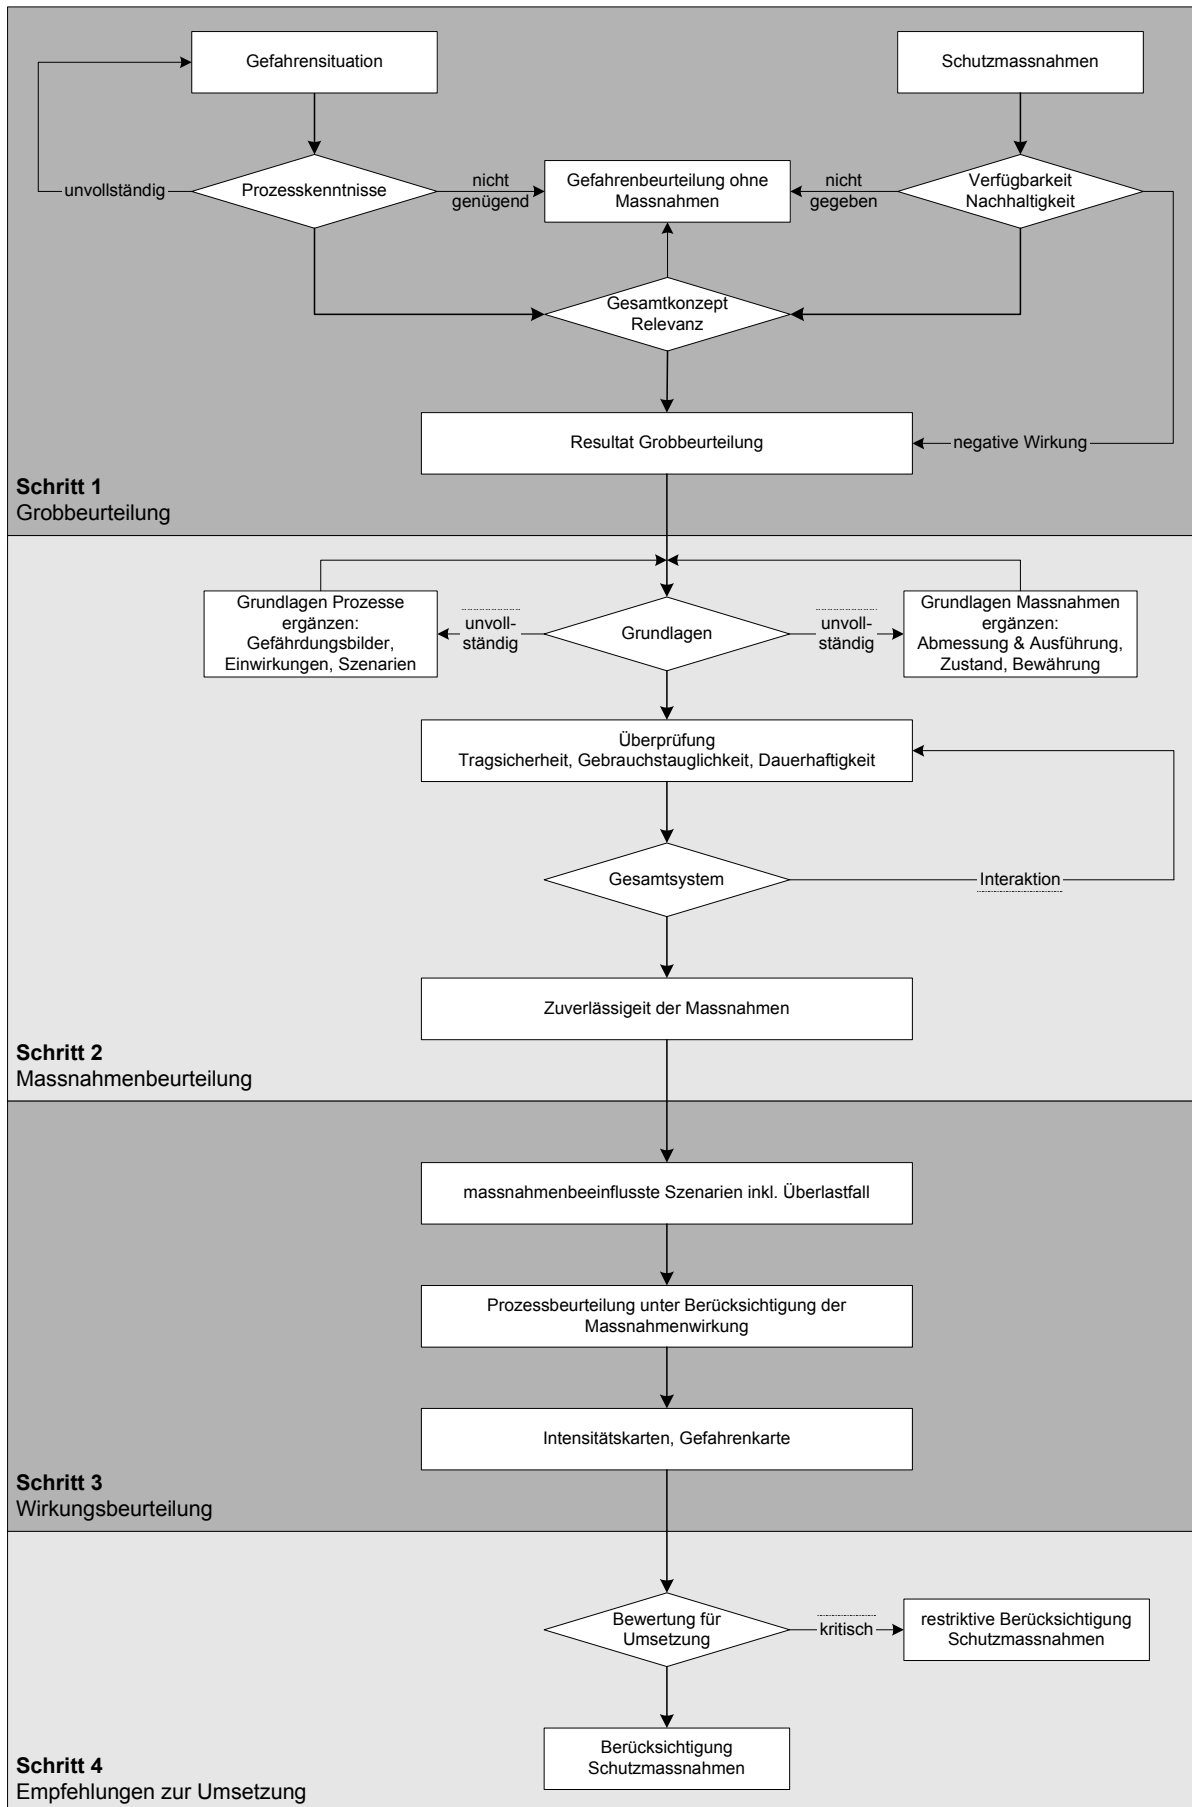 Gefahrensituation
Schutzmassnahmen
unvollständig
Prozesskenntnisse
nicht
genügend
Gefahrenbeurteilung ohne
Massnahmen
nicht
gegeben
Verfügbarkeit
Nachhaltigkeit
Gesamtkonzept
Relevanz
Resultat Grobbeurteilung
negative Wirkung
Schritt 1
Grobbeurteilung
Grundlagen Prozesse
ergänzen:
Gefährdungsbilder,
Einwirkungen, Szenarien
unvoll-
ständig
Grundlagen
unvoll-
ständig
Grundlagen Massnahmen
ergänzen:
Abmessung & Ausführung,
Zustand, Bewährung
Überprüfung
Tragsicherheit, Gebrauchstauglichkeit, Dauerhaftigkeit
Gesamtsystem
Interaktion
Zuverlässigeit der Massnahmen
Schritt 2
Massnahmenbeurteilung
massnahmenbeeinflusste Szenarien inkl. Überlastfall
Prozessbeurteilung unter Berücksichtigung der
Massnahmenwirkung
Intensitätskarten, Gefahrenkarte
Schritt 3
Wirkungsbeurteilung
Bewertung für
Umsetzung
kritisch
restriktive Berücksichtigung
Schutzmassnahmen
Berücksichtigung
Schutzmassnahmen
Schritt 4
Empfehlungen zur Umsetzung